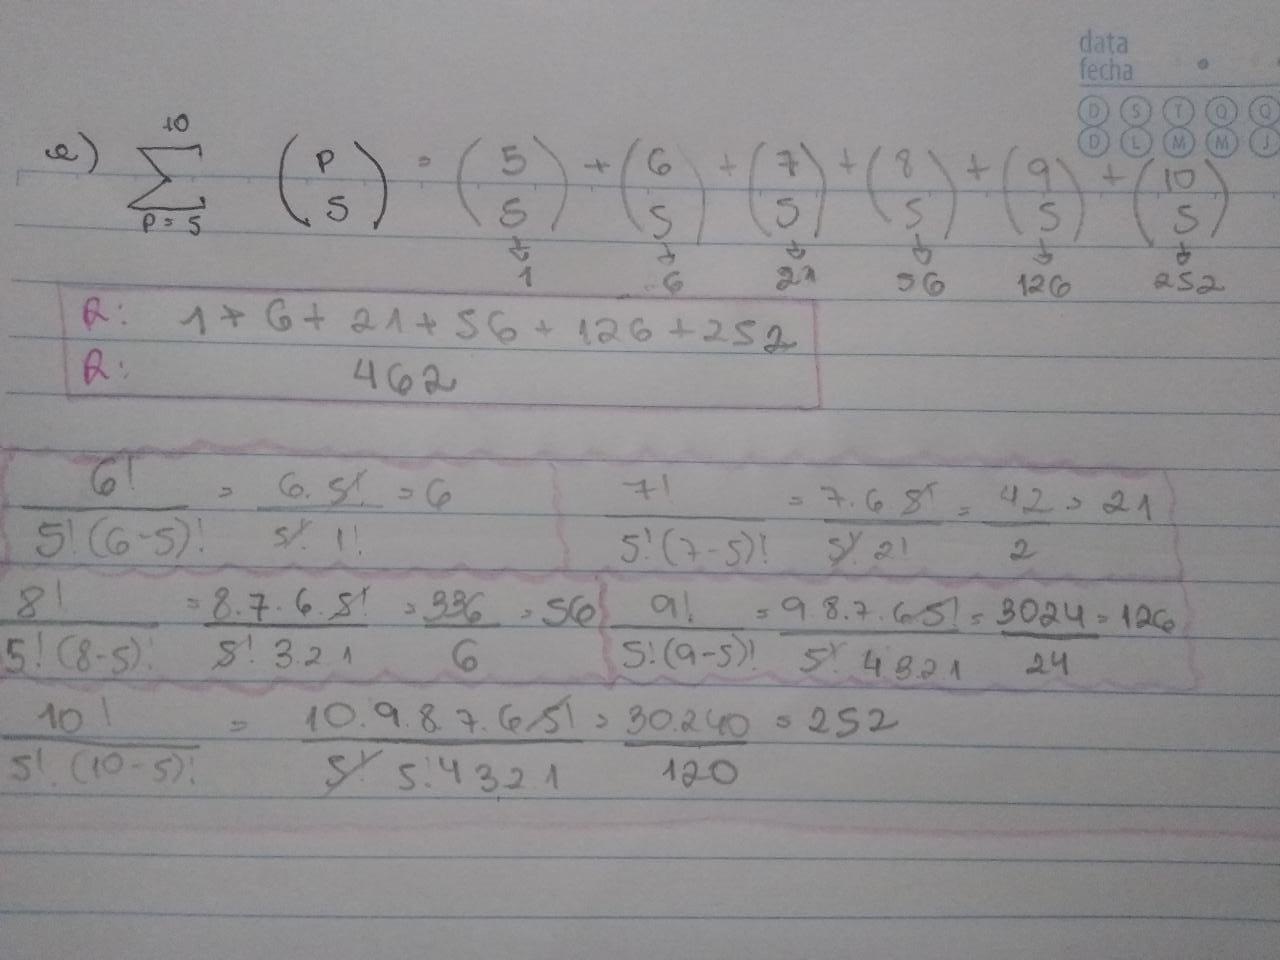 data
fecha
D S T Q Q
D L M M J
10
e) ∑ (p 5) = (5 5) + (6 5) + (7 5) + (8 5) + (9 5) + (10 5)
p = 5
↓ ↓ ↓ ↓ ↓ ↓
1 6 21 56 126 252
R: 1 + 6 + 21 + 56 + 126 + 252
R: 462
6! / 5! (6-5)! = 6. 5! / 5! 1! = 6
7! / 5! (7-5)! = 7. 6 5! / 5! 2! = 42 / 2 = 21
8! / 5! (8-5)! = 8. 7. 6. 5! / 5! 3.2 1 = 336 / 6 = 56
9! / 5! (9-5)! = 9. 8. 7. 6 5! / 5! 4 3.2.1 = 3024 / 24 = 126
10! / 5! (10-5)! = 10. 9. 8. 7. 6 5! / 5! 5! 4 3 2 1 = 30.240 / 120 = 252